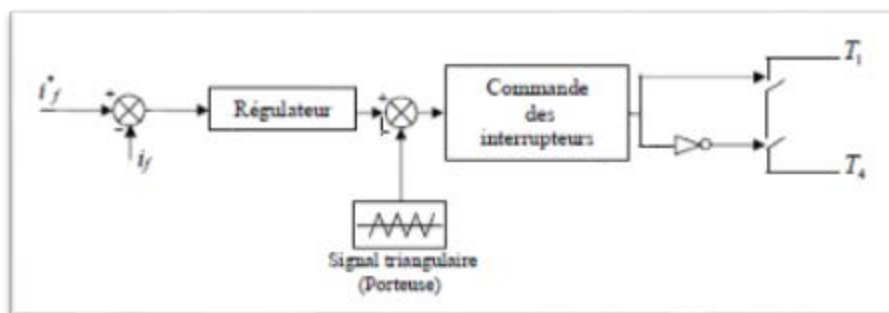 i*f
+
-
if
Régulateur
+
-
Signal triangulaire
(Porteuse)
Commande
des
interrupteurs
T1
T4